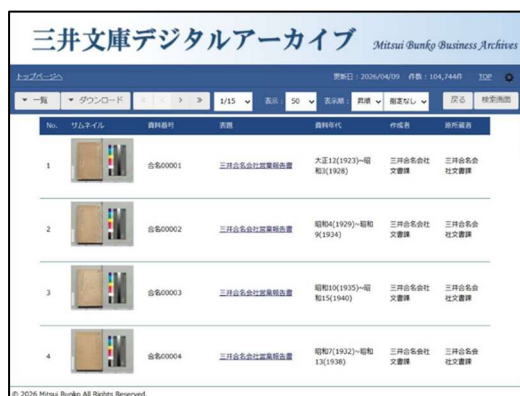 三井文庫デジタルアーカイブ Mitsui Bunko Business Archives
トップページへ 更新日：2026/04/09 件数：104,744件 TOP
▼ 一覧 ▼ ダウンロード « < > » 1/15 表示： 50 表示順： 昇順 指定なし 戻る 検索画面
No. サムネイル 資料番号 表題 資料年代 作成者 原所蔵者
1 合名00001 三井合名会社営業報告書 大正12(1923)~昭和3(1928) 三井合名会社文書課 三井合名会社文書課
2 合名00002 三井合名会社営業報告書 昭和4(1929)~昭和9(1934) 三井合名会社文書課 三井合名会社文書課
3 合名00003 三井合名会社営業報告書 昭和10(1935)~昭和15(1940) 三井合名会社文書課 三井合名会社文書課
4 合名00004 三井合名会社営業報告書 昭和7(1932)~昭和13(1938) 三井合名会社文書課 三井合名会社文書課
© 2026 Mitsui Bunko All Rights Reserved.